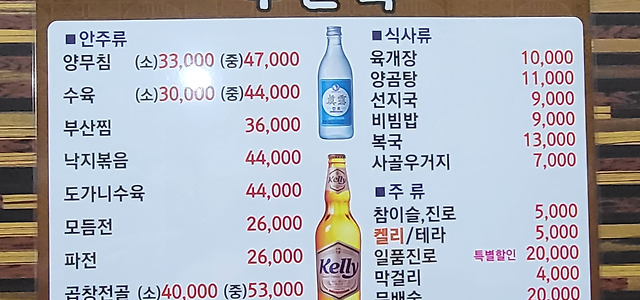 ■안주류
양무침 (소)33,000 (중)47,000
수육 (소)30,000 (중)44,000
부산찜 36,000
낙지볶음 44,000
도가니수육 44,000
모듬전 26,000
파전 26,000
곱창전골 (소)40,000 (중)53,000
眞露
Kelly
Kelly
■식사류
육개장 10,000
양곰탕 11,000
선지국 9,000
비빔밥 9,000
복국 13,000
사골우거지 7,000
■주 류
참이슬,진로 5,000
켈리/테라 5,000
일품진로 특별할인 20,000
막걸리 4,000
20,000